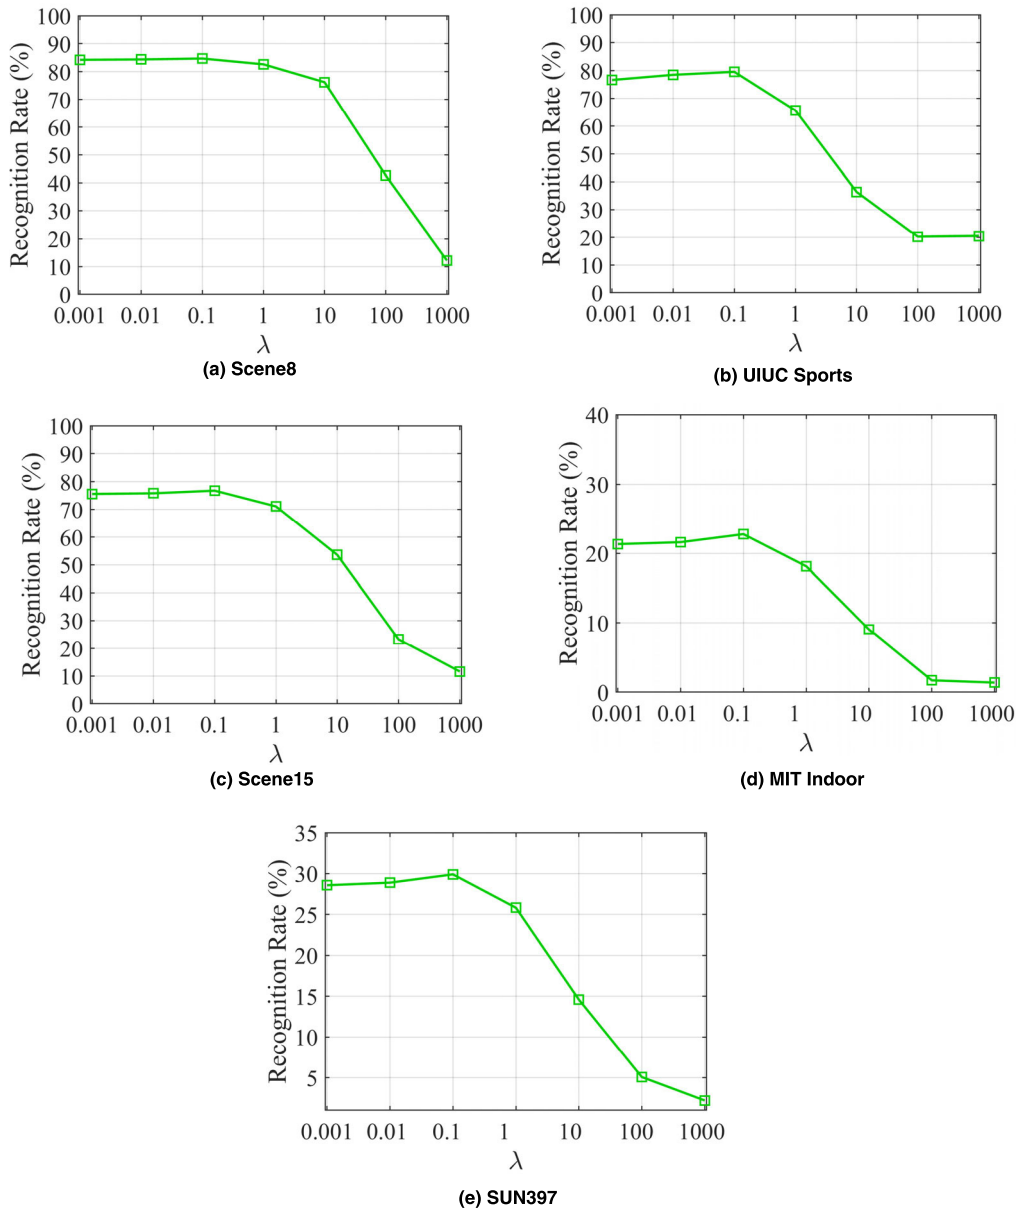 100
90
80
70
60
50
40
30
20
10
0
Recognition Rate (%)
0.001 0.01 0.1 1 10 100 1000
λ
(a) Scene8
100
90
80
70
60
50
40
30
20
10
0
Recognition Rate (%)
0.001 0.01 0.1 1 10 100 1000
λ
(b) UIUC Sports
100
90
80
70
60
50
40
30
20
10
0
Recognition Rate (%)
0.001 0.01 0.1 1 10 100 1000
λ
(c) Scene15
40
30
20
10
0
Recognition Rate (%)
0.001 0.01 0.1 1 10 100 1000
λ
(d) MIT Indoor
35
30
25
20
15
10
5
Recognition Rate (%)
0.001 0.01 0.1 1 10 100 1000
λ
(e) SUN397